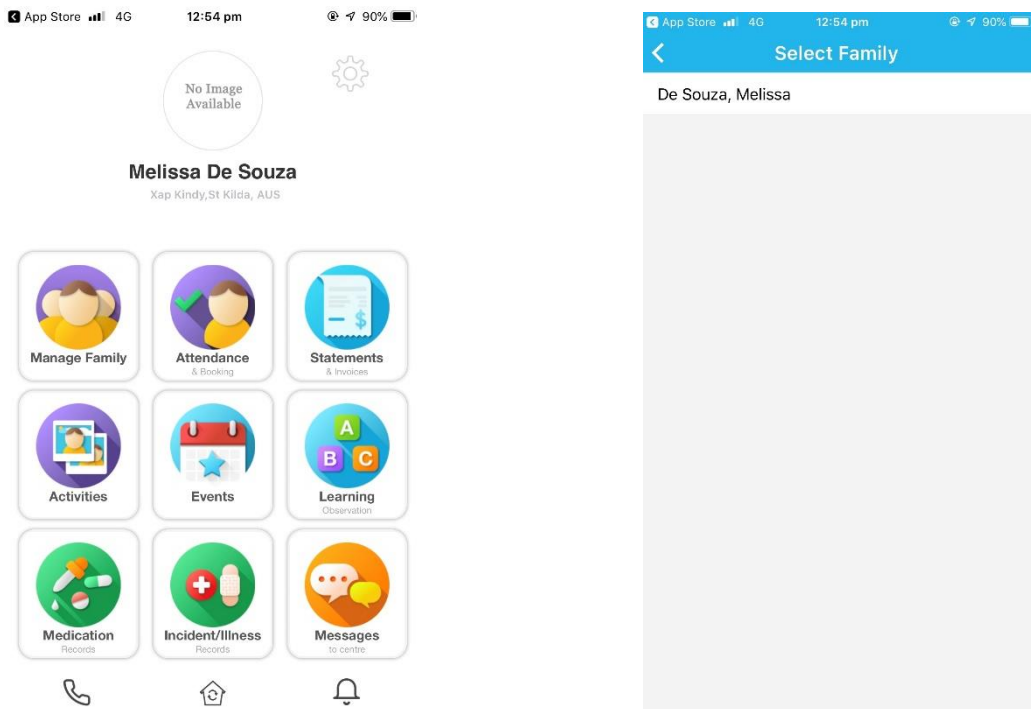 App Store 4G 12:54 pm 90%
No Image
Available
Melissa De Souza
Xap Kindy,St Kilda, AUS
Manage Family
Attendance
& Booking
Statements
& Invoices
$
Activities
Events
A
B C
Learning
Observation
Medication
Records
Incident/Illness
Records
Messages
to centre
App Store 4G 12:54 pm 90%
Select Family
De Souza, Melissa